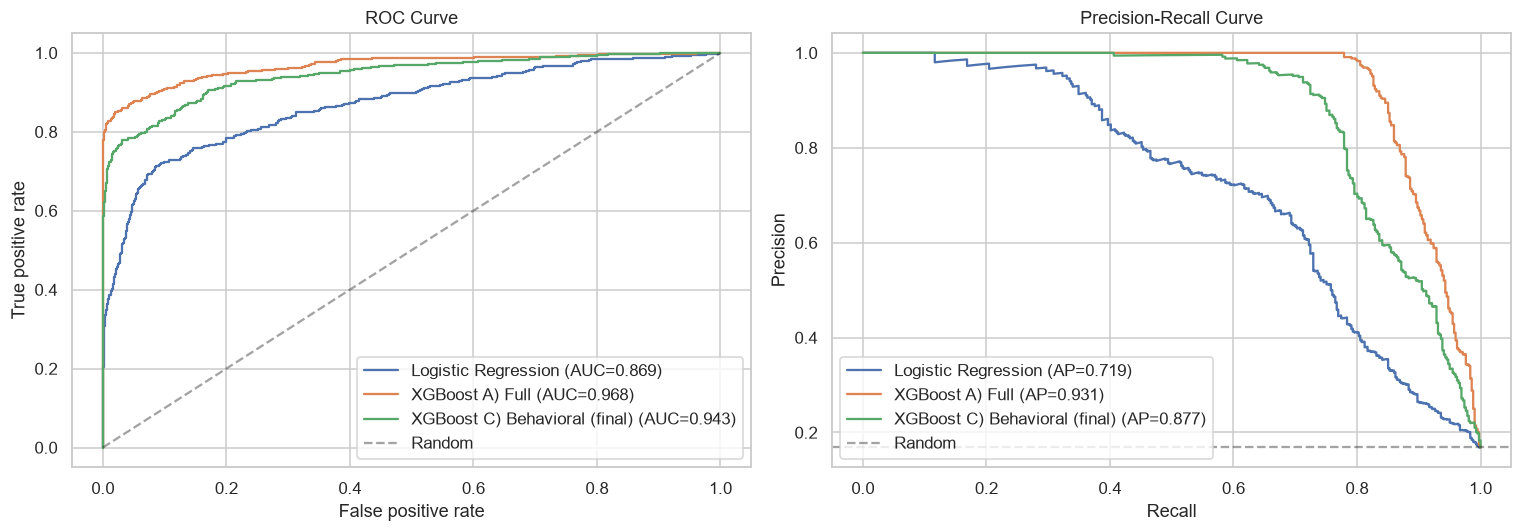 ROC Curve
1.0
0.8
0.6
0.4
0.2
0.0
True positive rate
Logistic Regression (AUC=0.869)
XGBoost A) Full (AUC=0.968)
XGBoost C) Behavioral (final) (AUC=0.943)
Random
0.0 0.2 0.4 0.6 0.8 1.0
False positive rate
Precision-Recall Curve
1.0
0.8
0.6
0.4
0.2
Precision
Logistic Regression (AP=0.719)
XGBoost A) Full (AP=0.931)
XGBoost C) Behavioral (final) (AP=0.877)
Random
0.0 0.2 0.4 0.6 0.8 1.0
Recall